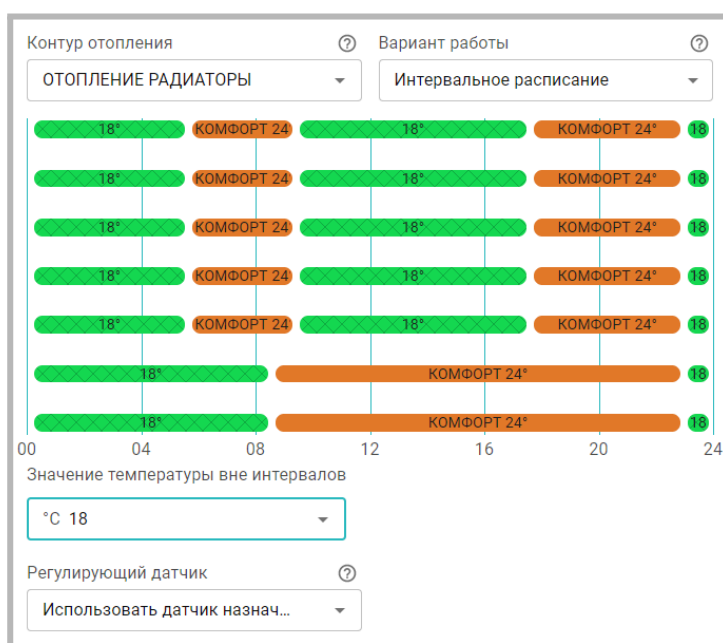 Контур отопления Вариант работы
ОТОПЛЕНИЕ РАДИАТОРЫ Интервальное расписание
18° КОМФОРТ 24 18° КОМФОРТ 24° 18
18° КОМФОРТ 24 18° КОМФОРТ 24° 18
18° КОМФОРТ 24 18° КОМФОРТ 24° 18
18° КОМФОРТ 24 18° КОМФОРТ 24° 18
18° КОМФОРТ 24 18° КОМФОРТ 24° 18
18° КОМФОРТ 24° 18
18° КОМФОРТ 24° 18
00 04 08 12 16 20 24
Значение температуры вне интервалов
°C 18
Регулирующий датчик
Использовать датчик назнач...